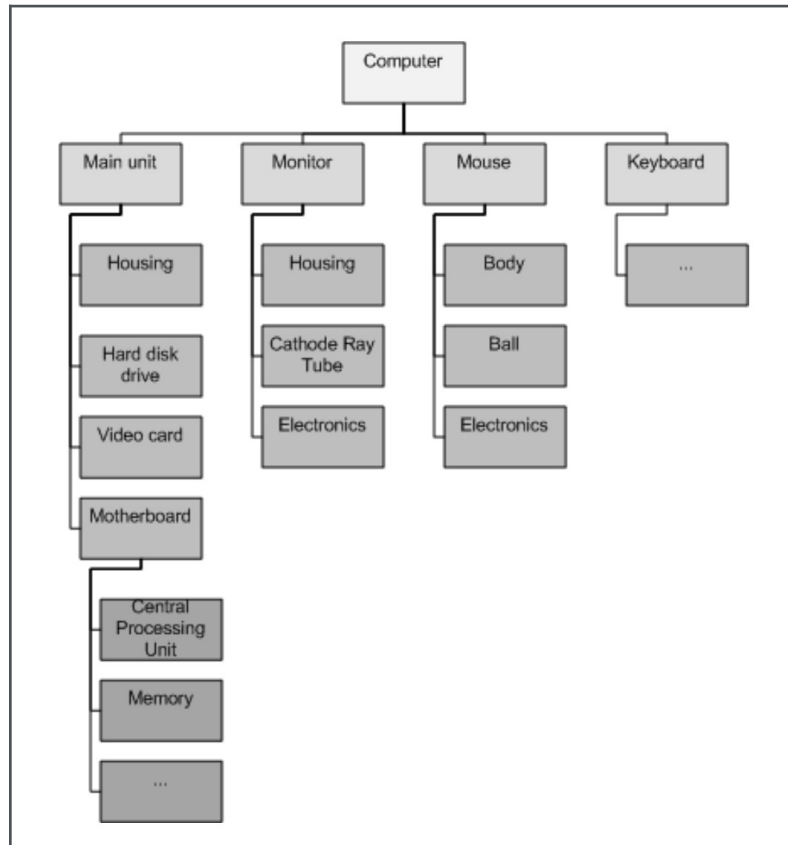 Computer
Main unit
Monitor
Mouse
Keyboard
Housing
Housing
Body
...
Hard disk
drive
Cathode Ray
Tube
Ball
Video card
Electronics
Electronics
Motherboard
Central
Processing
Unit
Memory
...